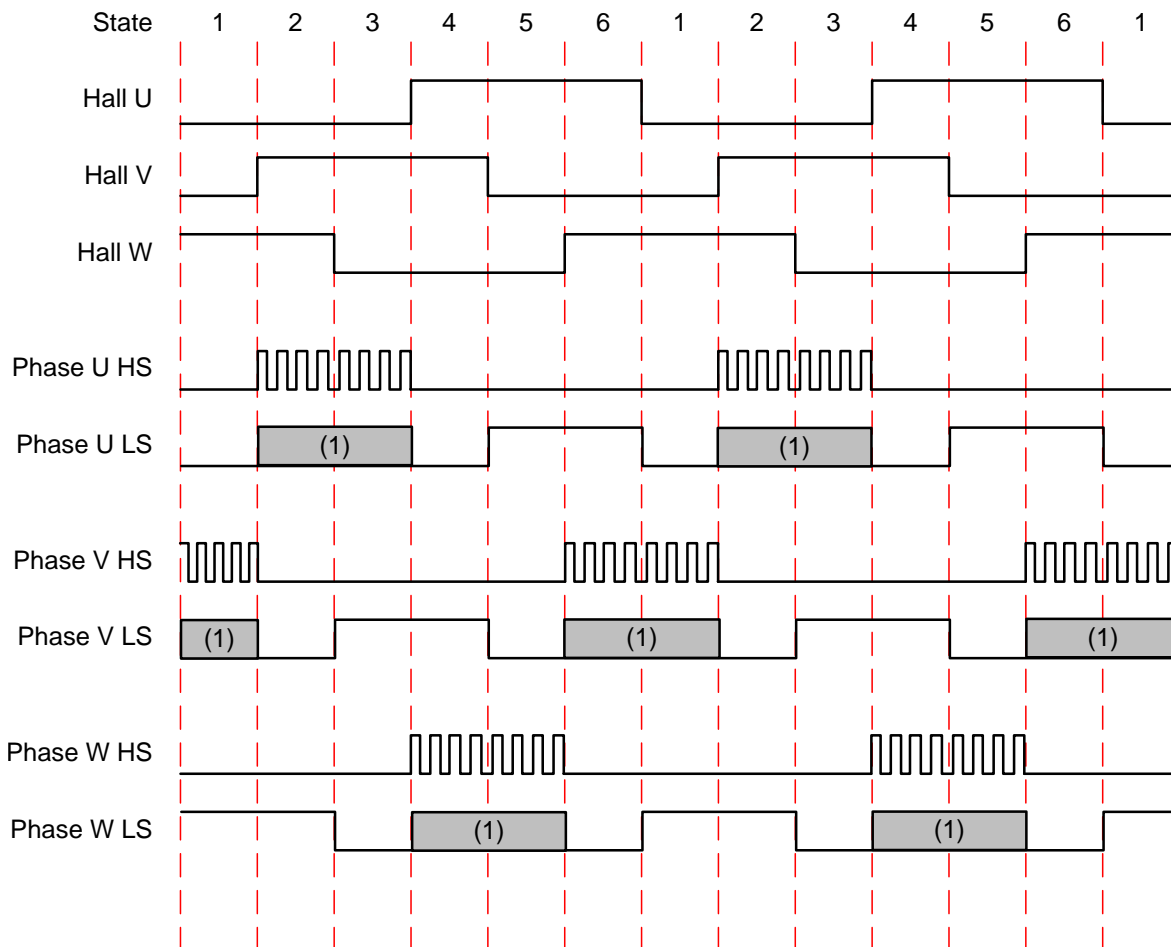 State 1 2 3 4 5 6 1 2 3 4 5 6 1
Hall U
Hall V
Hall W
Phase U HS
Phase U LS (1) (1)
Phase V HS
Phase V LS (1) (1) (1)
Phase W HS
Phase W LS (1) (1)